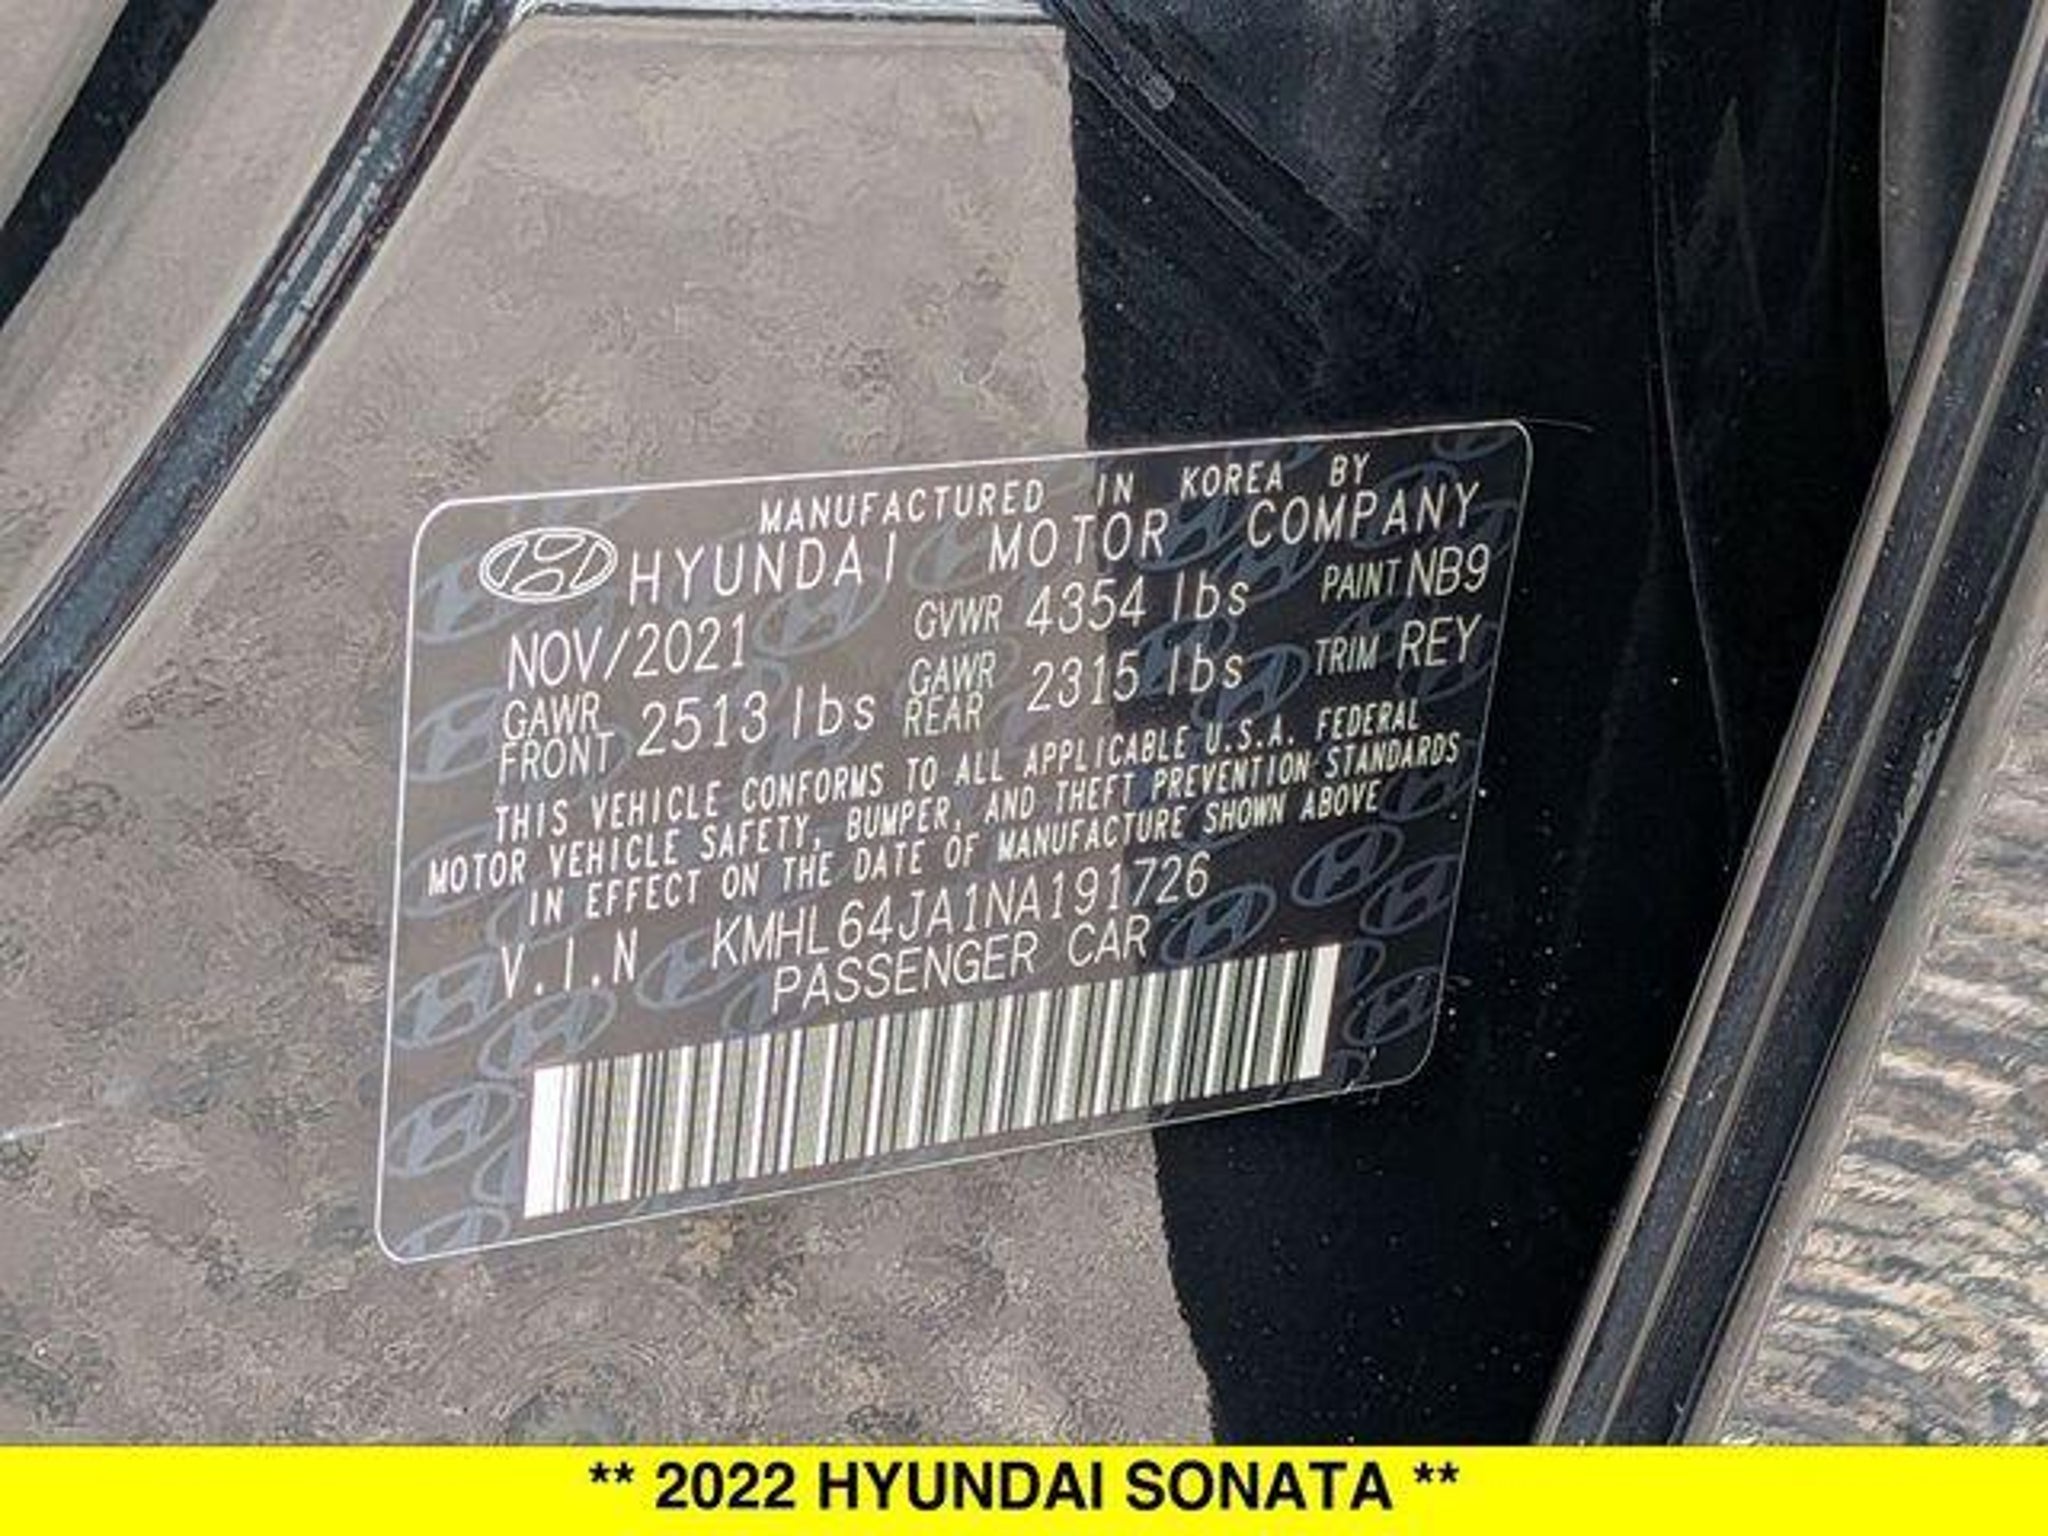 MANUFACTURED IN KOREA BY
HYUNDAI MOTOR COMPANY
NOV/2021 GVWR 4354 lbs PAINT NB9
GAWR FRONT 2513 lbs GAWR REAR 2315 lbs TRIM REY
THIS VEHICLE CONFORMS TO ALL APPLICABLE U.S.A. FEDERAL
MOTOR VEHICLE SAFETY, BUMPER, AND THEFT PREVENTION STANDARDS
IN EFFECT ON THE DATE OF MANUFACTURE SHOWN ABOVE
V.I.N KMHL64JA1NA191726
PASSENGER CAR
** 2022 HYUNDAI SONATA **